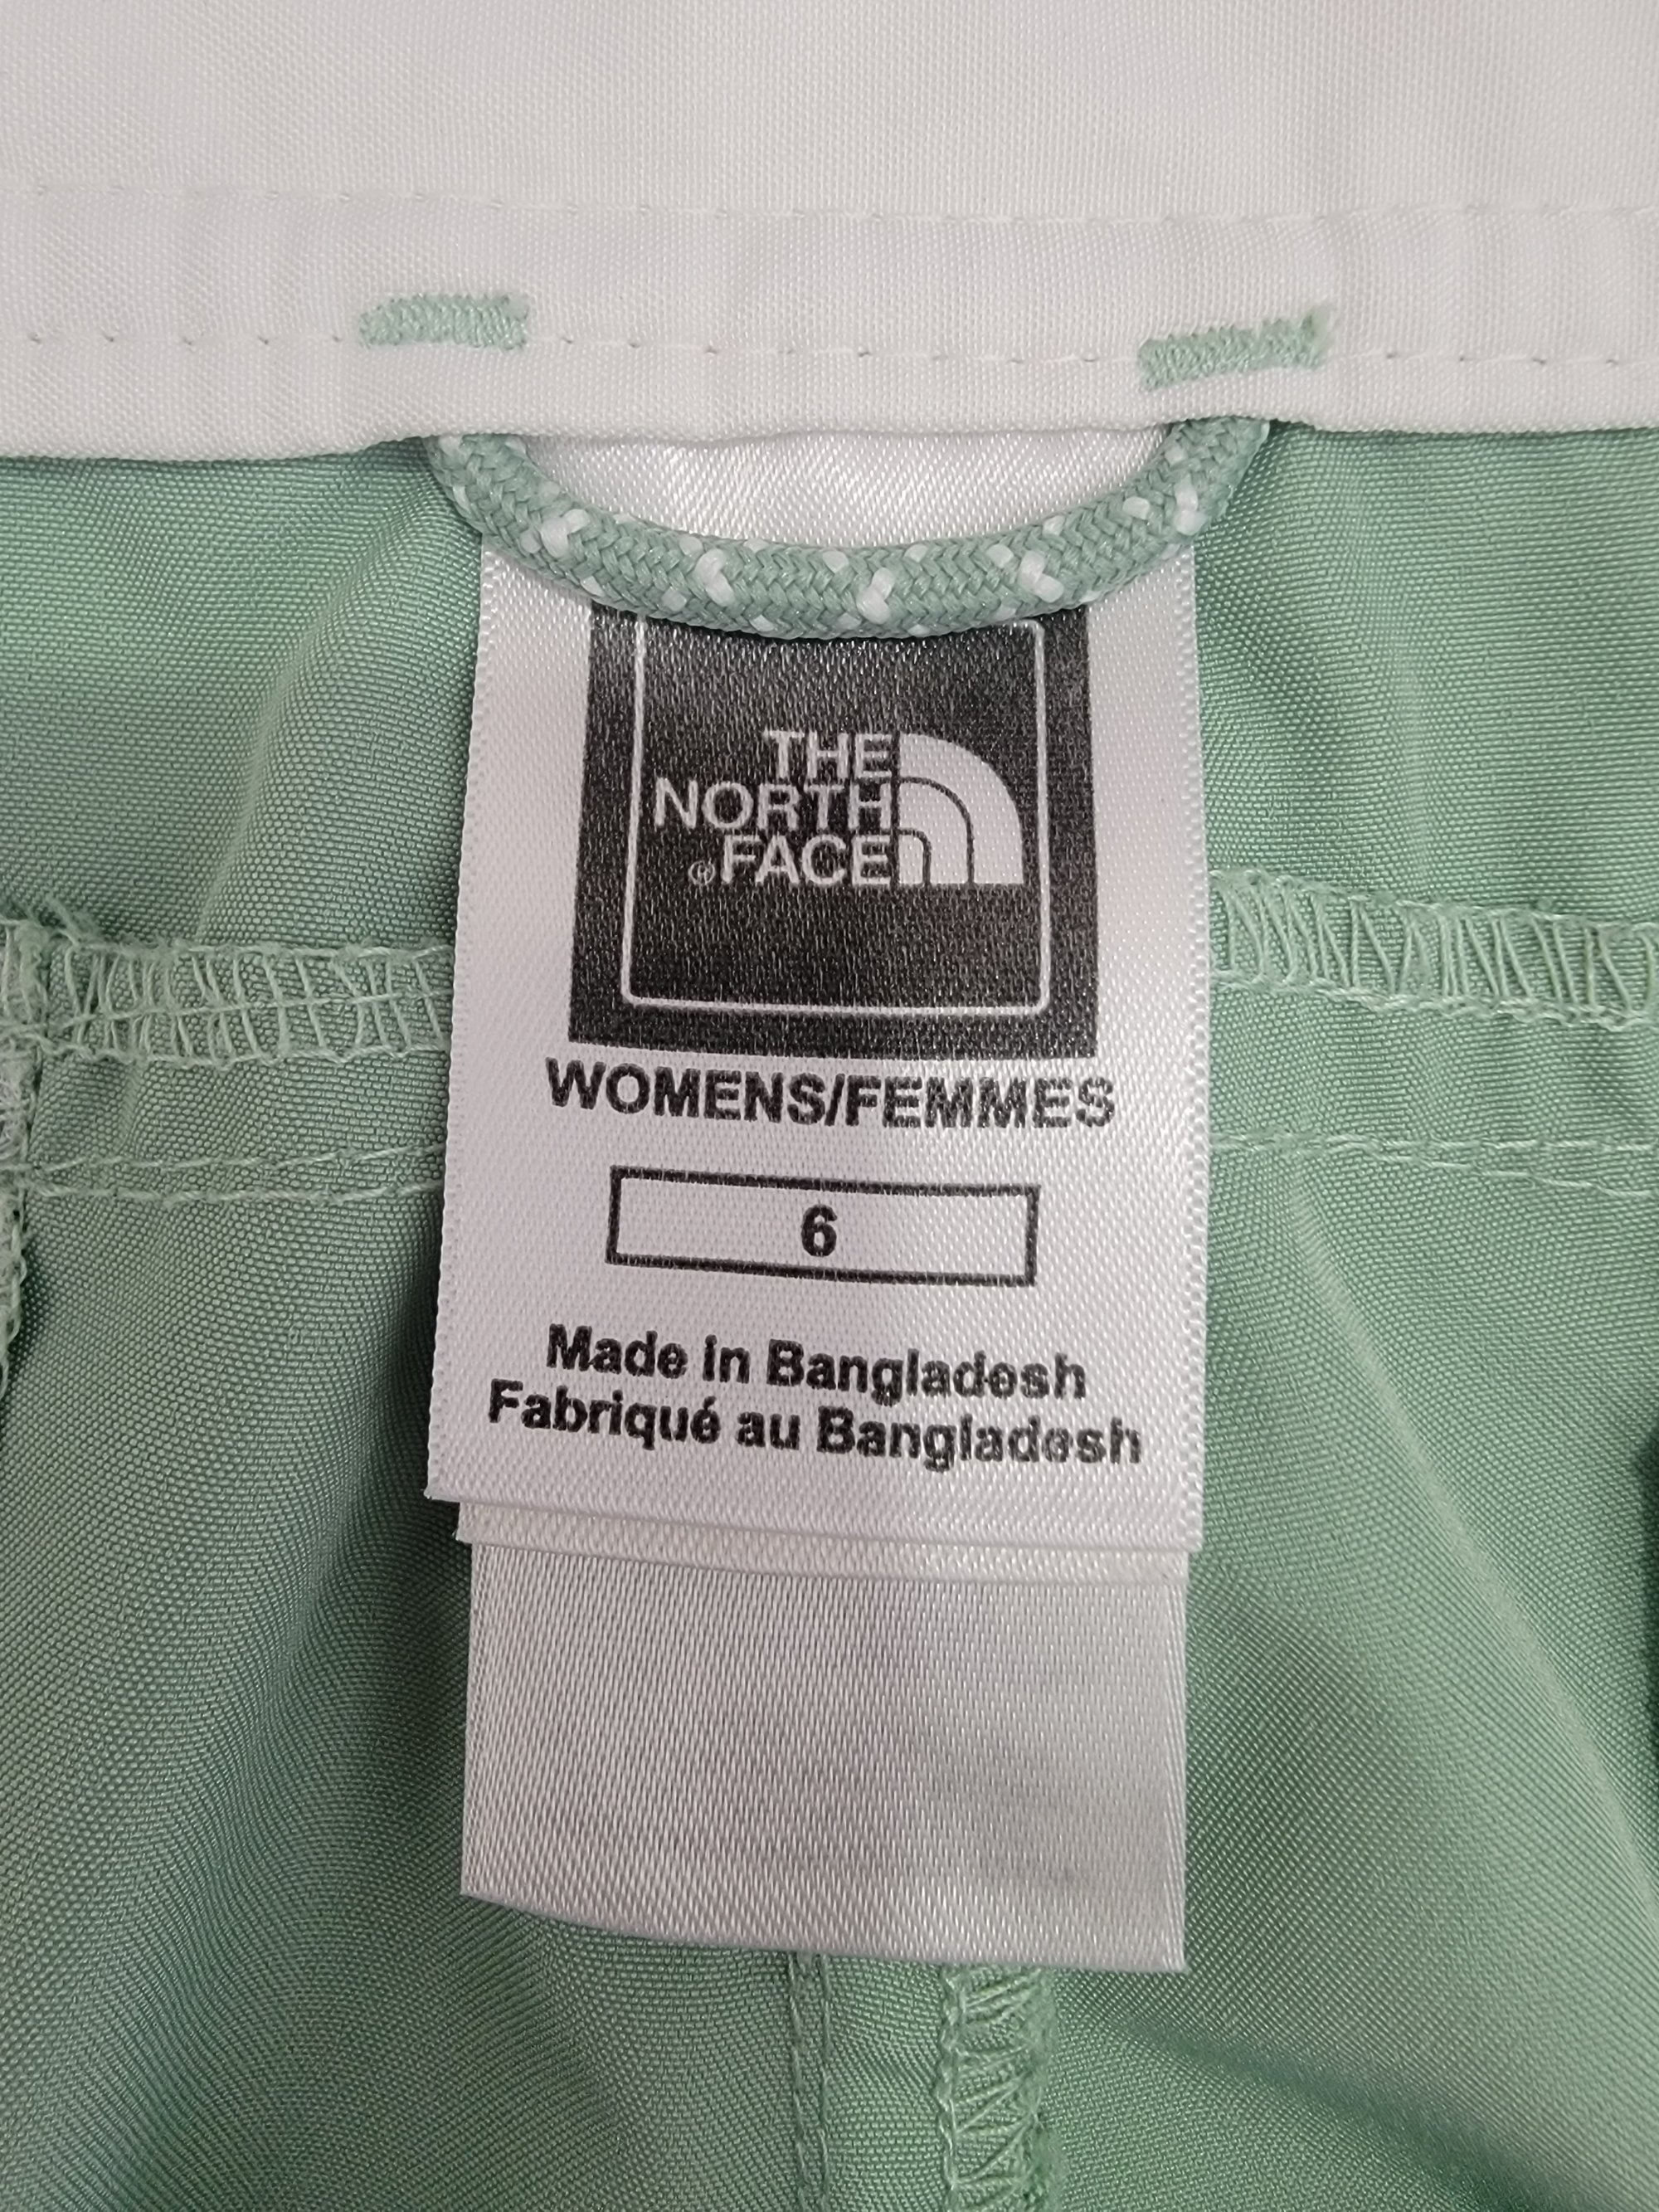 THE
NORTH
FACE
WOMENS/FEMMES
6
Made in Bangladesh
Fabriqué au Bangladesh